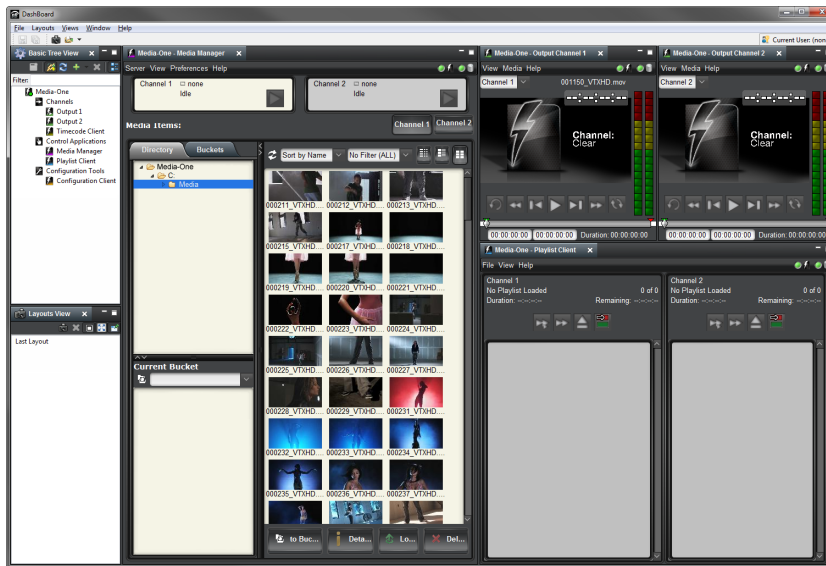 DashBoard
File Layouts Views Window Help
Current User: (non
Basic Tree View
Filter:
Media-One
Channels
Output 1
Output 2
Timecode Client
Control Applications
Media Manager
Playlist Client
Configuration Tools
Configuration Client
Layouts View
Last Layout
Media-One - Media Manager
Server View Preferences Help
Channel 1 none
Idle
Channel 2 none
Idle
Media Items:
Channel 1 Channel 2
Directory Buckets
Media-One
C:
Media
Current Bucket
Sort by Name No Filter (ALL)
000211_VTXHD... 000212_VTXHD... 000213_VTXHD...
000215_VTXHD... 000217_VTXHD... 000218_VTXHD...
000219_VTXHD... 000220_VTXHD... 000221_VTXHD...
000222_VTXHD... 000223_VTXHD... 000224_VTXHD...
000225_VTXHD... 000226_VTXHD... 000227_VTXHD...
000228_VTXHD... 000229_VTXHD... 000231_VTXHD...
000232_VTXHD... 000233_VTXHD... 000234_VTXHD...
000235_VTXHD... 000236_VTXHD... 000237_VTXHD...
to Buc... Deta... Lo... Del...
Media-One - Output Channel 1
View Media Help
Channel 1 001150_VTXHD.mov
--:--:--:--
Channel:
Clear
00:00:00:00 00:00:00:00 Duration: 00:00:00:00
Media-One - Output Channel 2
View Media Help
Channel 2
--:--:--:--
Channel:
Clear
00:00:00:00 00:00:00:00 Duration: 00:00:00:00
Media-One - Playlist Client
File View Help
Channel 1
No Playlist Loaded 0 of 0
Duration: --:--:--:-- Remaining: --:--:--:--
Channel 2
No Playlist Loaded 0 of 0
Duration: --:--:--:-- Remaining: --:--:--:--